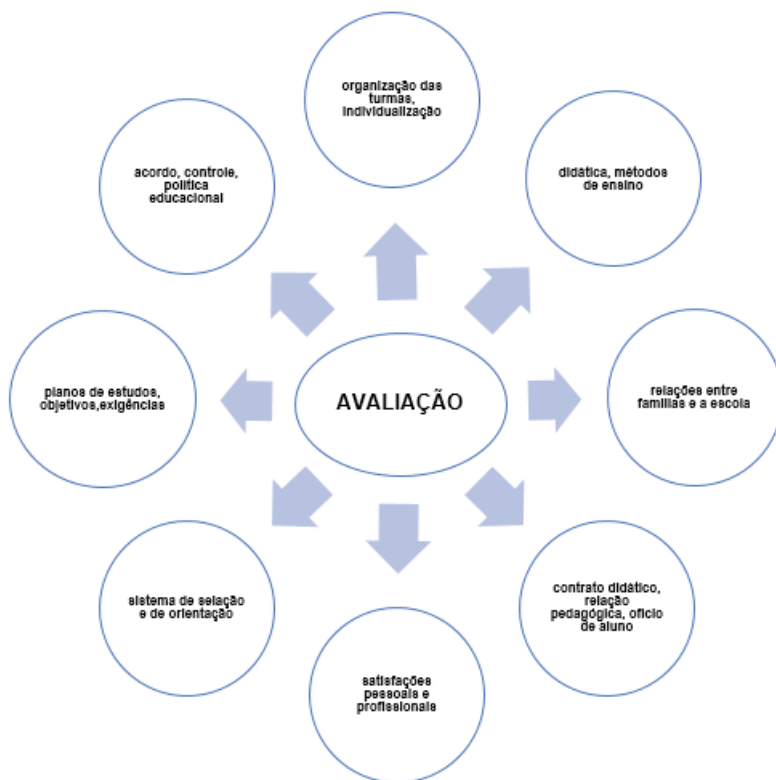 organização das
turmas,
individualização
didática, métodos
de ensino
relações entre
famílias e a escola
contrato didático,
relação
pedagógica, ofício
de aluno
satisfações
pessoais e
profissionais
sistema de selação
e de orientação
planos de estudos,
objetivos,exigências
acordo, controle,
política
educacional
AVALIAÇÃO